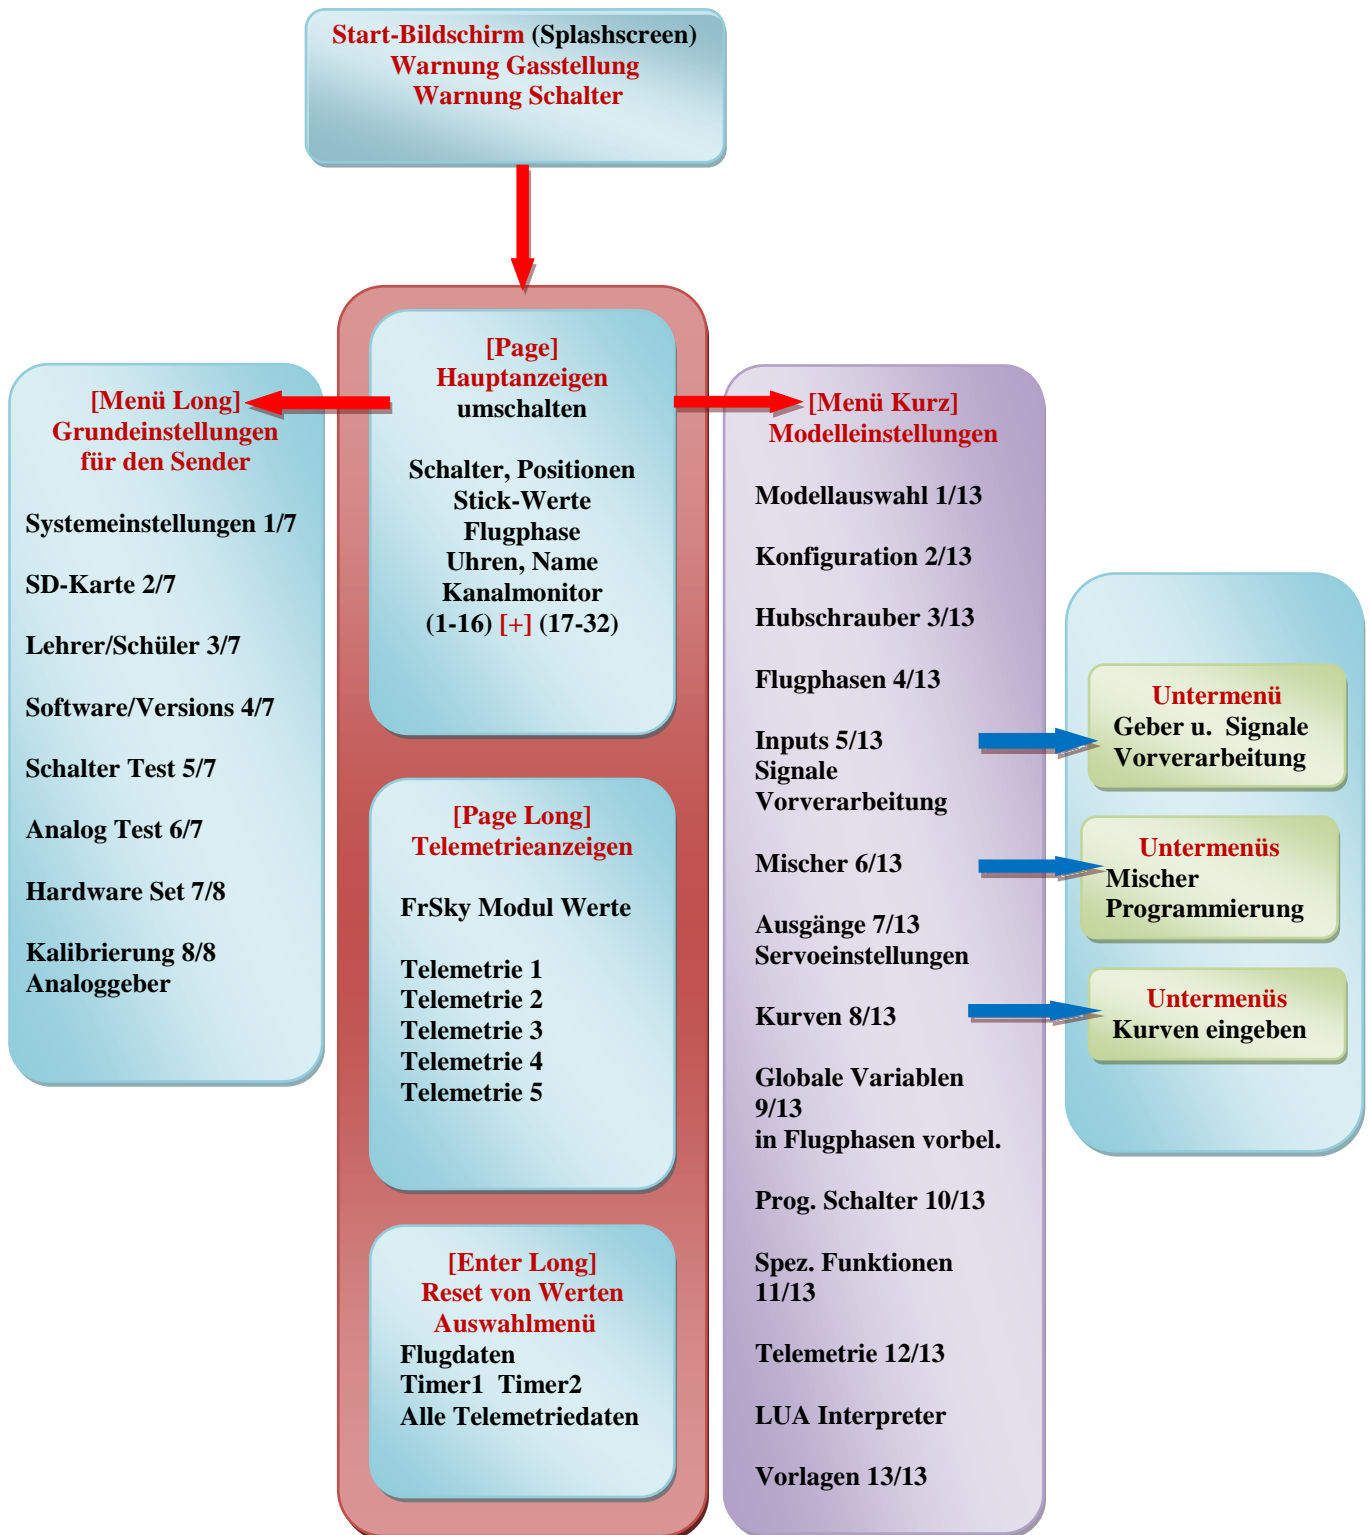 Start-Bildschirm (Splashscreen)
Warnung Gasstellung
Warnung Schalter
[Menü Long]
Grundeinstellungen
für den Sender
Systemeinstellungen 1/7
SD-Karte 2/7
Lehrer/Schüler 3/7
Software/Versions 4/7
Schalter Test 5/7
Analog Test 6/7
Hardware Set 7/8
Kalibrierung 8/8
Analoggeber
[Page]
Hauptanzeigen
umschalten
Schalter, Positionen
Stick-Werte
Flugphase
Uhren, Name
Kanalmonitor
(1-16) [+] (17-32)
[Page Long]
Telemetrieanzeigen
FrSky Modul Werte
Telemetrie 1
Telemetrie 2
Telemetrie 3
Telemetrie 4
Telemetrie 5
[Enter Long]
Reset von Werten
Auswahlmenü
Flugdaten
Timer1 Timer2
Alle Telemetriedaten
[Menü Kurz]
Modelleinstellungen
Modellauswahl 1/13
Konfiguration 2/13
Hubschrauber 3/13
Flugphasen 4/13
Inputs 5/13
Signale
Vorverarbeitung
Mischer 6/13
Ausgänge 7/13
Servoeinstellungen
Kurven 8/13
Globale Variablen
9/13
in Flugphasen vorbel.
Prog. Schalter 10/13
Spez. Funktionen
11/13
Telemetrie 12/13
LUA Interpreter
Vorlagen 13/13
Untermenü
Geber u. Signale
Vorverarbeitung
Untermenüs
Mischer
Programmierung
Untermenüs
Kurven eingeben